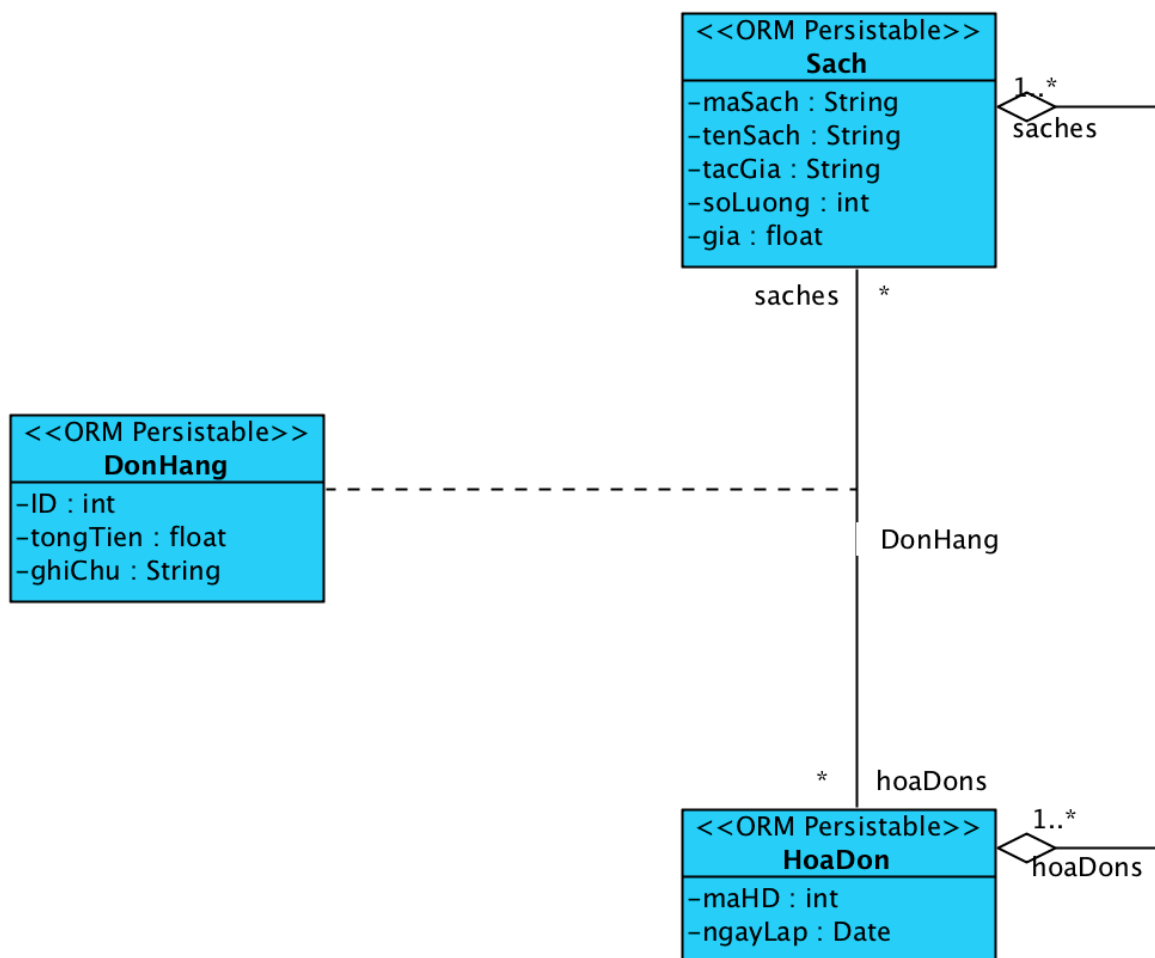 <<ORM Persistable>>
Sach
-maSach : String
-tenSach : String
-tacGia : String
-soLuong : int
-gia : float
1..*
saches
saches *
<<ORM Persistable>>
DonHang
-ID : int
-tongTien : float
-ghiChu : String
DonHang
* hoaDons
<<ORM Persistable>>
HoaDon
-maHD : int
-ngayLap : Date
1..*
hoaDons